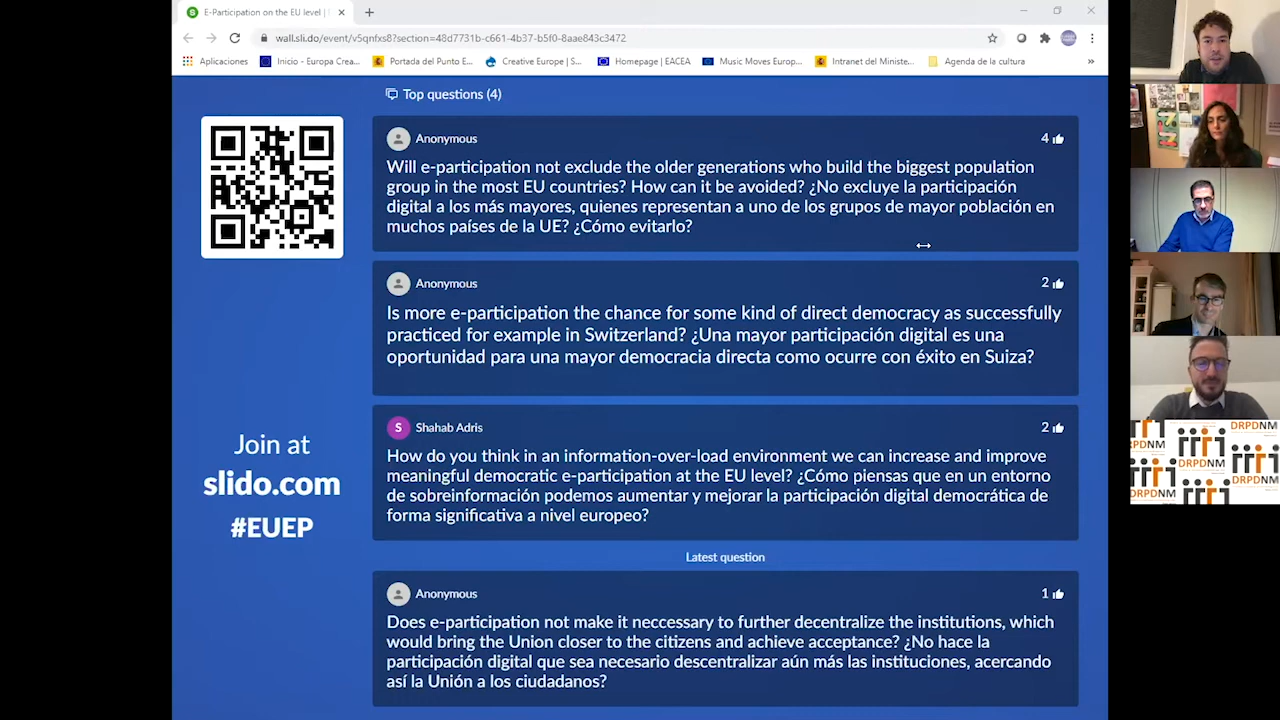 E-Participation on the EU level |
wall.sli.do/event/v5qnfxs8?section=48d7731b-c661-4b37-b5f0-8aae843c3472
Aplicaciones
Inicio - Europa Crea...
Portada del Punto E...
Creative Europe | S...
Homepage | EACEA
Music Moves Europ...
Intranet del Ministe...
Agenda de la cultura
Top questions (4)
Anonymous
4
Will e-participation not exclude the older generations who build the biggest population
group in the most EU countries? How can it be avoided? ¿No excluye la participación
digital a los más mayores, quienes representan a uno de los grupos de mayor población en
muchos países de la UE? ¿Cómo evitarlo?
Anonymous
2
Is more e-participation the chance for some kind of direct democracy as successfully
practiced for example in Switzerland? ¿Una mayor participación digital es una
oportunidad para una mayor democracia directa como ocurre con éxito en Suiza?
S
Shahab Adris
2
How do you think in an information-over-load environment we can increase and improve
meaningful democratic e-participation at the EU level? ¿Cómo piensas que en un entorno
de sobreinformación podemos aumentar y mejorar la participación digital democrática de
forma significativa a nivel europeo?
Latest question
Anonymous
1
Does e-participation not make it neccessary to further decentralize the institutions, which
would bring the Union closer to the citizens and achieve acceptance? ¿No hace la
participación digital que sea necesario descentralizar aún más las instituciones, acercando
así la Unión a los ciudadanos?
Join at
slido.com
#EUEP
DRPDNM
RPDNM
DRPDNM
DRPDNM
DRPDNM